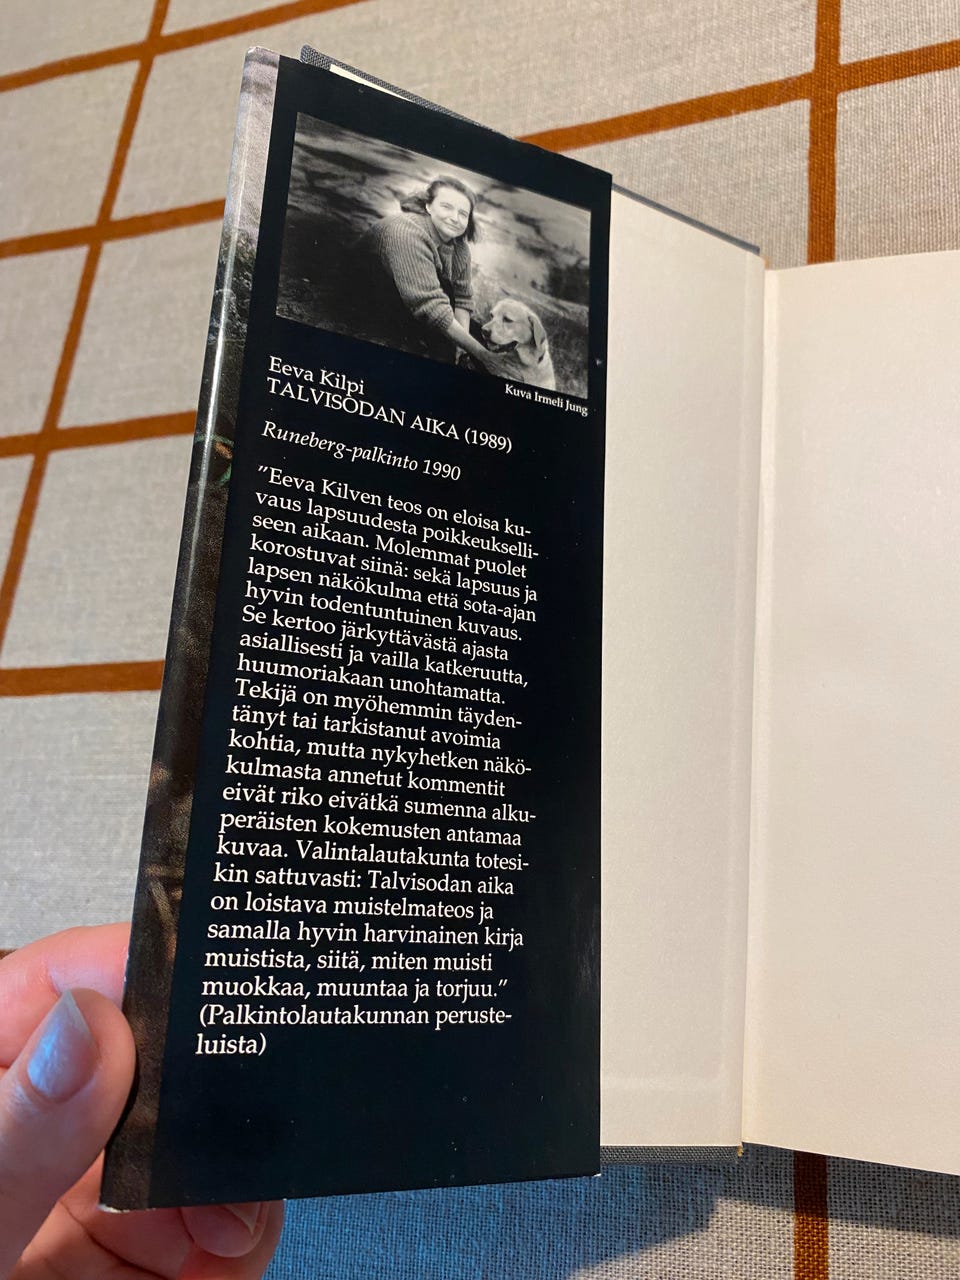 Kuva Irmeli Jung
Eeva Kilpi
TALVISODAN AIKA (1989)
Runeberg-palkinto 1990
”Eeva Kilven teos on eloisa ku-
vaus lapsuudesta poikkeukselli-
seen aikaan. Molemmat puolet
korostuvat siinä: sekä lapsuus ja
lapsen näkökulma että sota-ajan
hyvin todentuntuinen kuvaus.
Se kertoo järkyttävästä ajasta
asiallisesti ja vailla katkeruutta,
huumoriakaan unohtamatta.
Tekijä on myöhemmin täyden-
tänyt tai tarkistanut avoimia
kohtia, mutta nykyhetken näkö-
kulmasta annetut kommentit
eivät riko eivätkä sumenna alku-
peräisten kokemusten antamaa
kuvaa. Valintalautakunta totesi-
kin sattuvasti: Talvisodan aika
on loistava muistelmateos ja
samalla hyvin harvinainen kirja
muistista, siitä, miten muisti
muokkaa, muuntaa ja torjuu.”
(Palkintolautakunnan peruste-
luista)